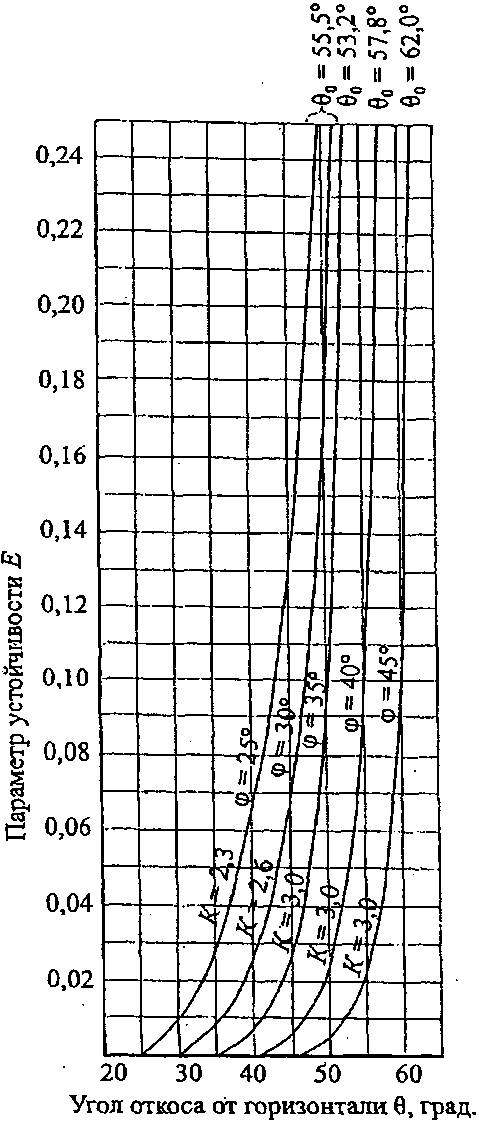 θ₀ = 55,5°
θ₀ = 53,2°
θ₀ = 57,8°
θ₀ = 62,0°
0,24
0,22
0,20
0,18
0,16
0,14
0,12
0,10
0,08
0,06
0,04
0,02
Параметр устойчивости E
φ = 25°
φ = 30°
φ = 35°
φ = 40°
φ = 45°
K = 2,3
K = 2,6
K = 3,0
K = 3,0
K = 3,0
20 30 40 50 60
Угол откоса от горизонтали θ, град.